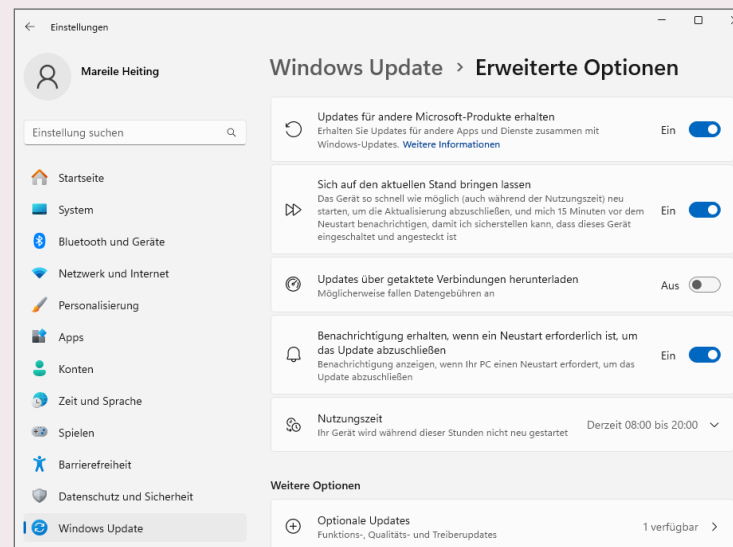 Einstellungen
Mareile Heiting
Einstellung suchen
Startseite
System
Bluetooth und Geräte
Netzwerk und Internet
Personalisierung
Apps
Konten
Zeit und Sprache
Spielen
Barrierefreiheit
Datenschutz und Sicherheit
Windows Update
Windows Update > Erweiterte Optionen
Updates für andere Microsoft-Produkte erhalten
Erhalten Sie Updates für andere Apps und Dienste zusammen mit
Windows-Updates. Weitere Informationen
Ein
Sich auf den aktuellen Stand bringen lassen
Das Gerät so schnell wie möglich (auch während der Nutzungszeit) neu
starten, um die Aktualisierung abzuschließen, und mich 15 Minuten vor dem
Neustart benachrichtigen, damit ich sicherstellen kann, dass dieses Gerät
eingeschaltet und angesteckt ist
Ein
Updates über getaktete Verbindungen herunterladen
Möglicherweise fallen Datengebühren an
Aus
Benachrichtigung erhalten, wenn ein Neustart erforderlich ist, um
das Update abzuschließen
Benachrichtigung anzeigen, wenn Ihr PC einen Neustart erfordert, um das
Update abzuschließen
Ein
Nutzungszeit
Ihr Gerät wird während dieser Stunden nicht neu gestartet
Derzeit 08:00 bis 20:00
Weitere Optionen
Optionale Updates
Funktions-, Qualitäts- und Treiberupdates
1 verfügbar